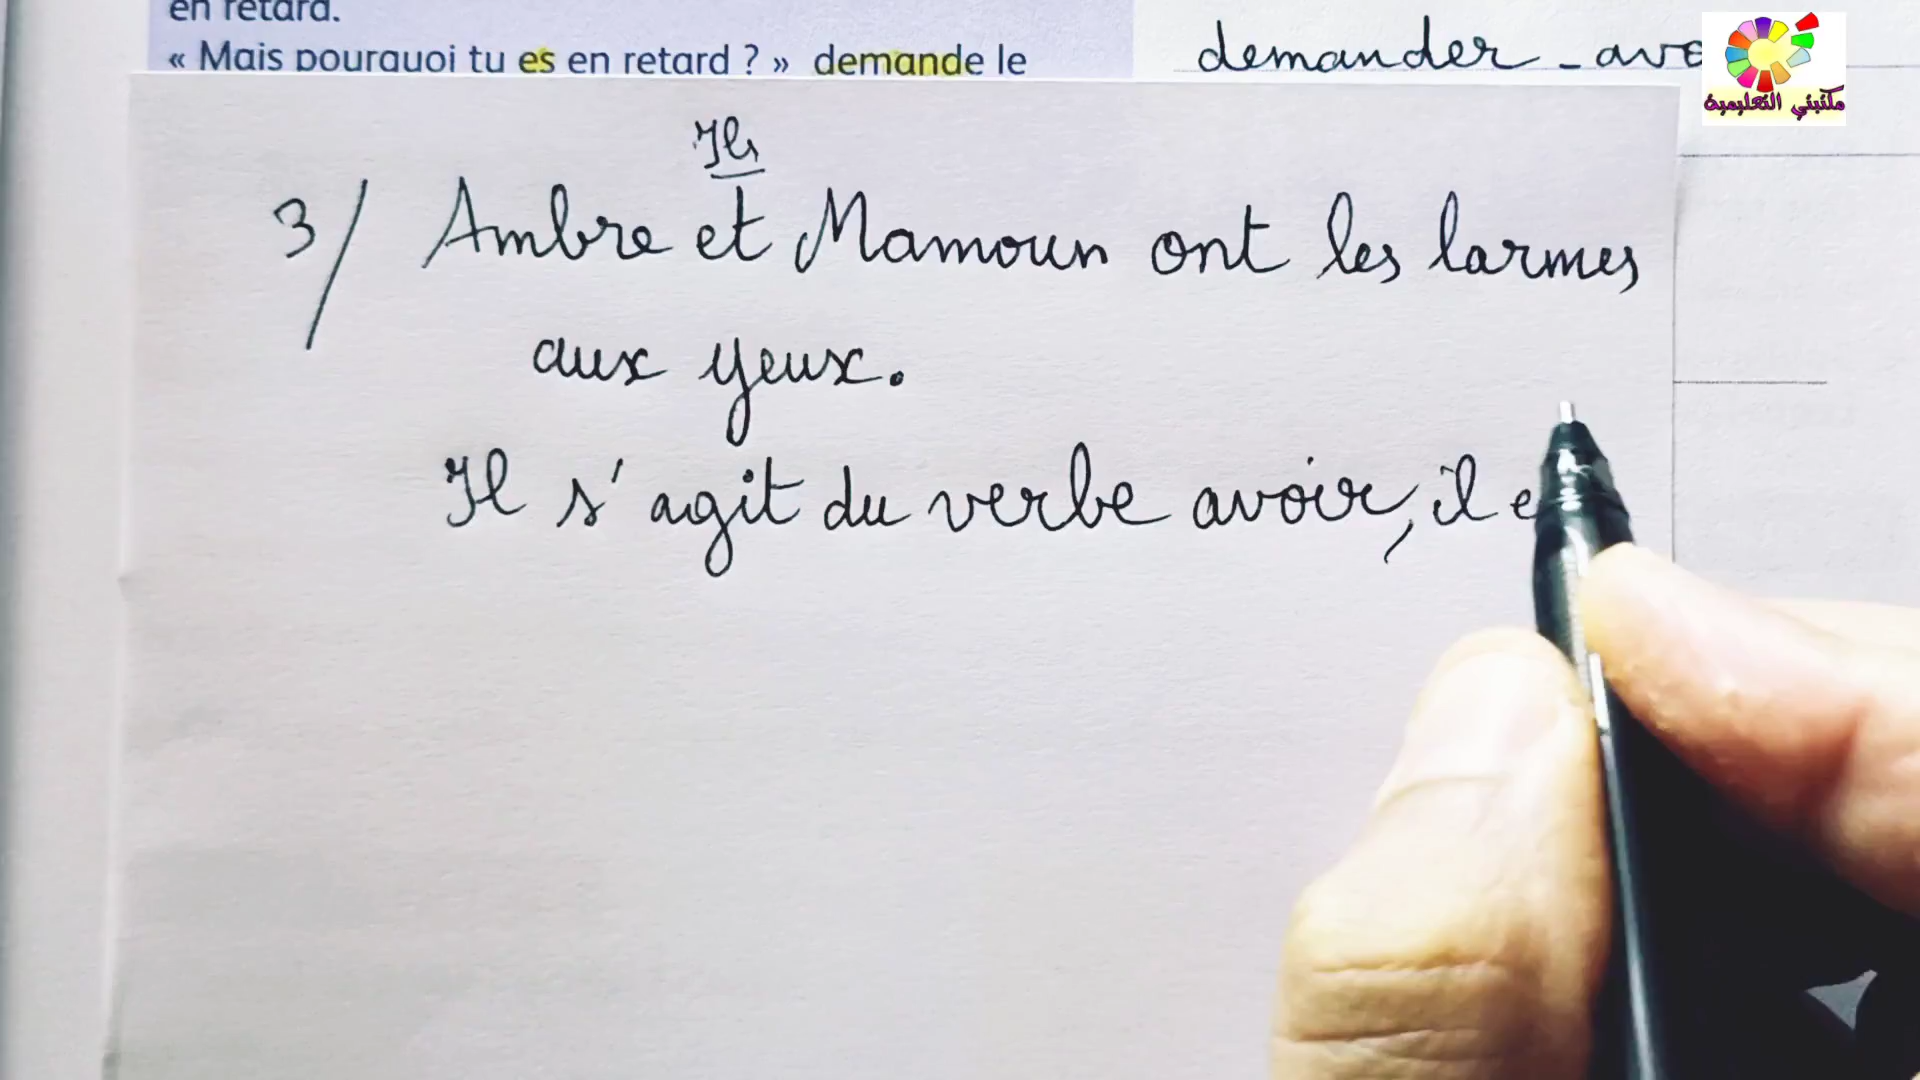 en retard.
« Mais pourquoi tu es en retard ? » demande le
demander - avo
مكتبتي التعليمية
Ils
3/ Ambre et Mamoun ont les larmes
aux yeux.
Il s'agit du verbe avoir, il e